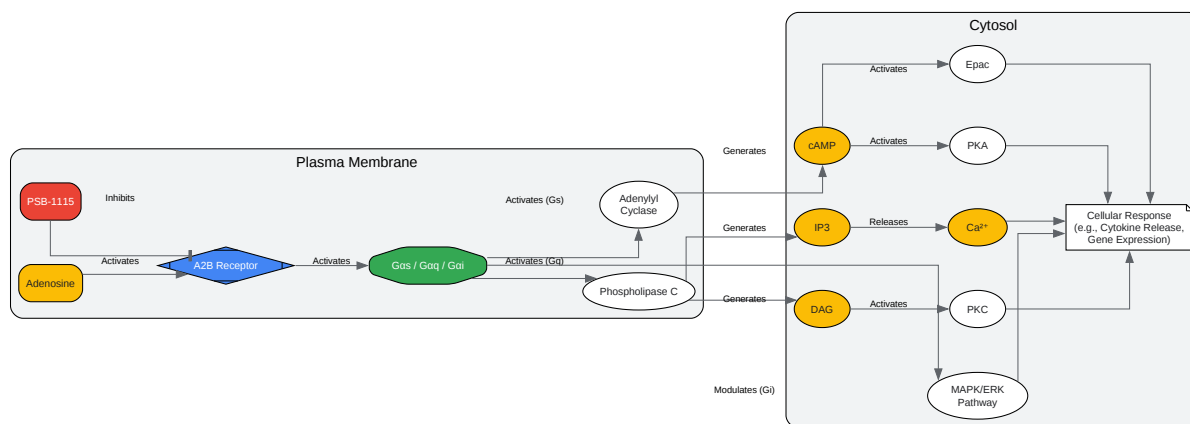 Cytosol
Plasma Membrane
PSB-1115
Inhibits
Adenosine
Activates
A2B Receptor
Activates
Gαs / Gαq / Gαi
Activates (Gs)
Activates (Gq)
Adenylyl
Cyclase
Phospholipase C
Generates
Generates
Generates
Modulates (Gi)
Activates
Epac
cAMP
Activates
PKA
IP3
Releases
Ca²⁺
DAG
Activates
PKC
MAPK/ERK
Pathway
Cellular Response
(e.g., Cytokine Release,
Gene Expression)